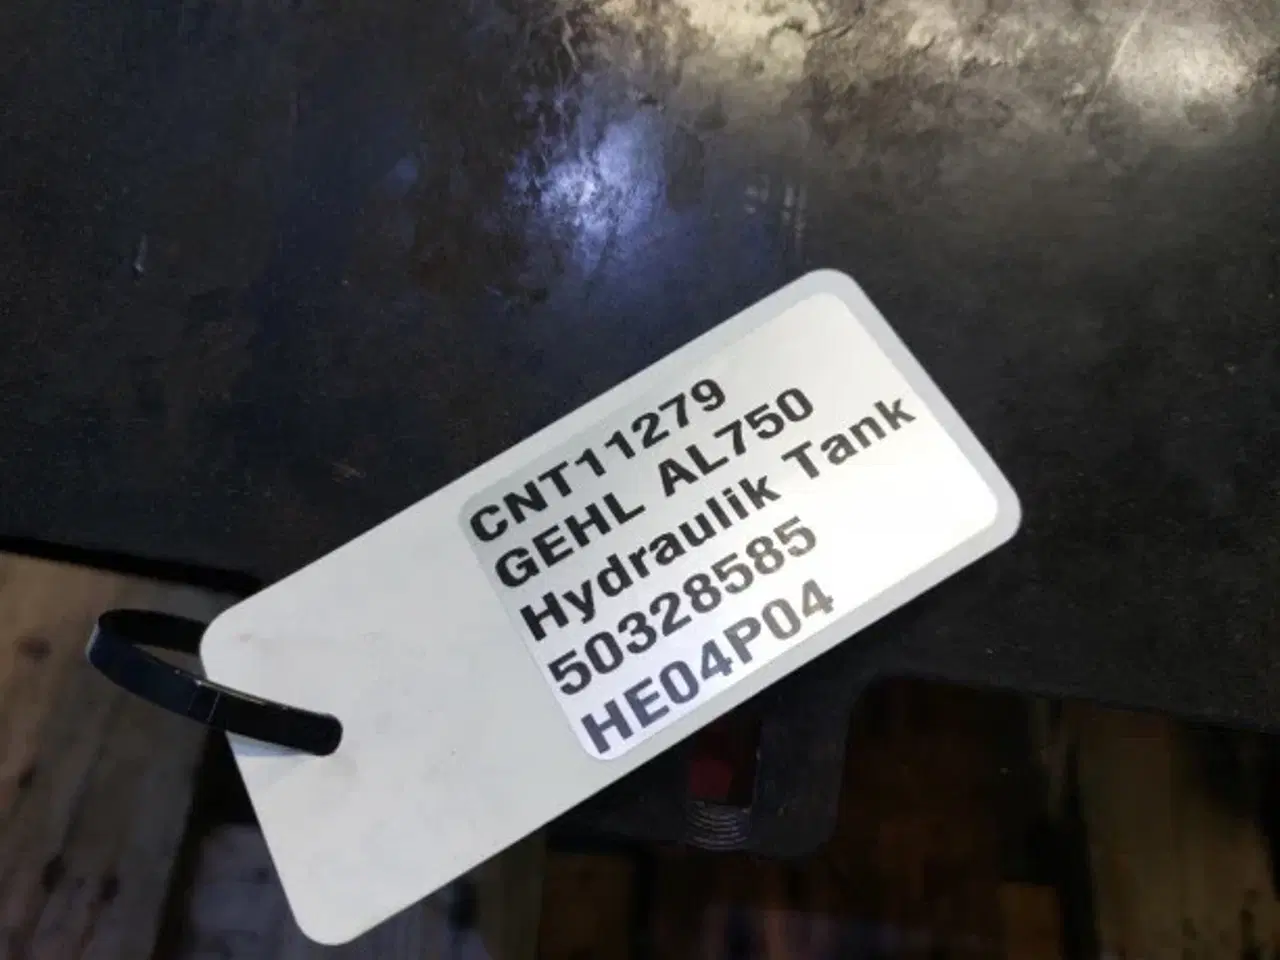 CNT11279
GEHL AL750
Hydraulik Tank
50328585
HE04P04